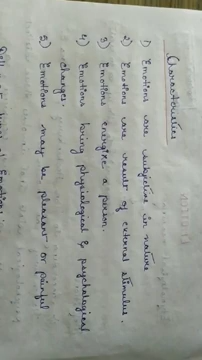 Characteristics
1) Emotions are subjective in nature
2) Emotions are result of external stimulus.
3) Emotions energize a person.
4) Emotions bring physiological & psychological
changes.
5) Emotions may be pleasant or painful